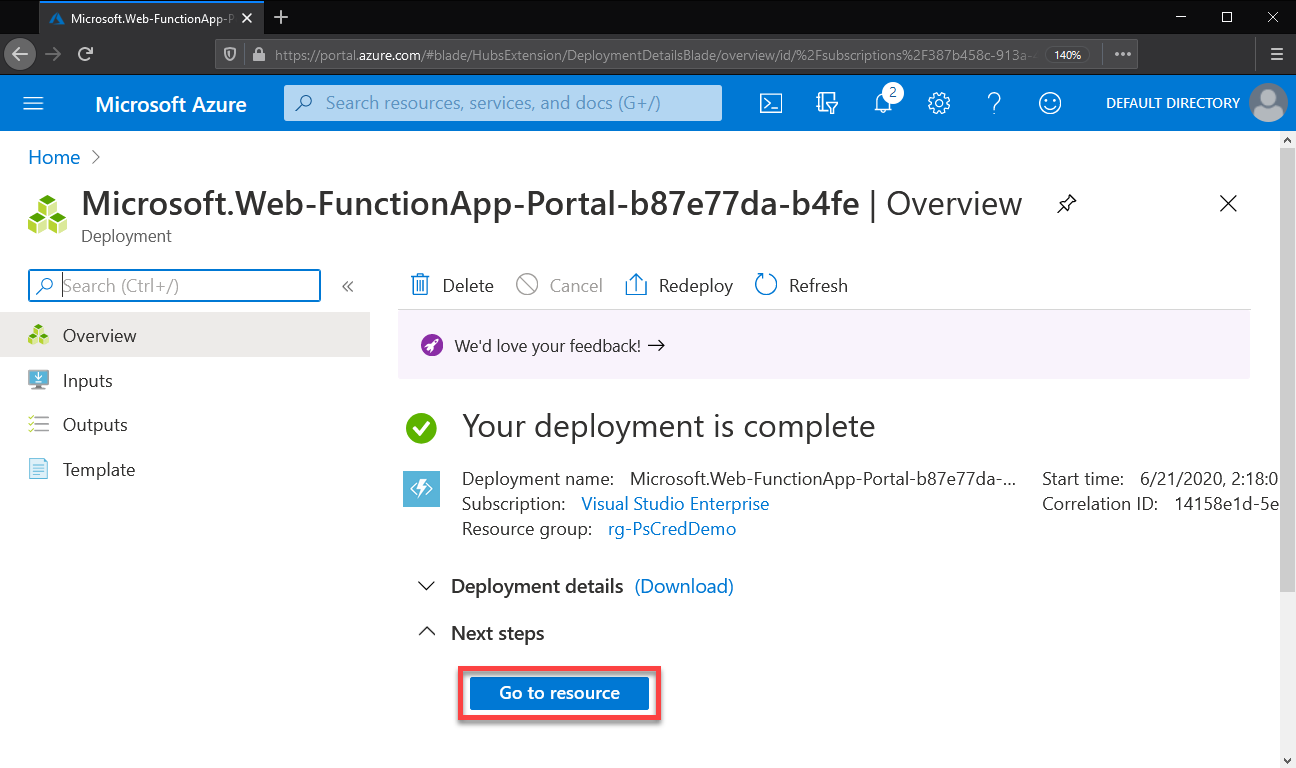 Microsoft.Web-FunctionApp-P
https://portal.azure.com/#blade/HubsExtension/DeploymentDetailsBlade/overview/id/%2Fsubscriptions%2F387b458c-913a-
140%
Microsoft Azure
Search resources, services, and docs (G+/)
2
DEFAULT DIRECTORY
Home
Microsoft.Web-FunctionApp-Portal-b87e77da-b4fe | Overview
Deployment
Search (Ctrl+/)
«
Delete
Cancel
Redeploy
Refresh
Overview
Inputs
Outputs
Template
We'd love your feedback! →
Your deployment is complete
Deployment name: Microsoft.Web-FunctionApp-Portal-b87e77da-...
Subscription: Visual Studio Enterprise
Resource group: rg-PsCredDemo
Start time: 6/21/2020, 2:18:0
Correlation ID: 14158e1d-5e
Deployment details (Download)
Next steps
Go to resource